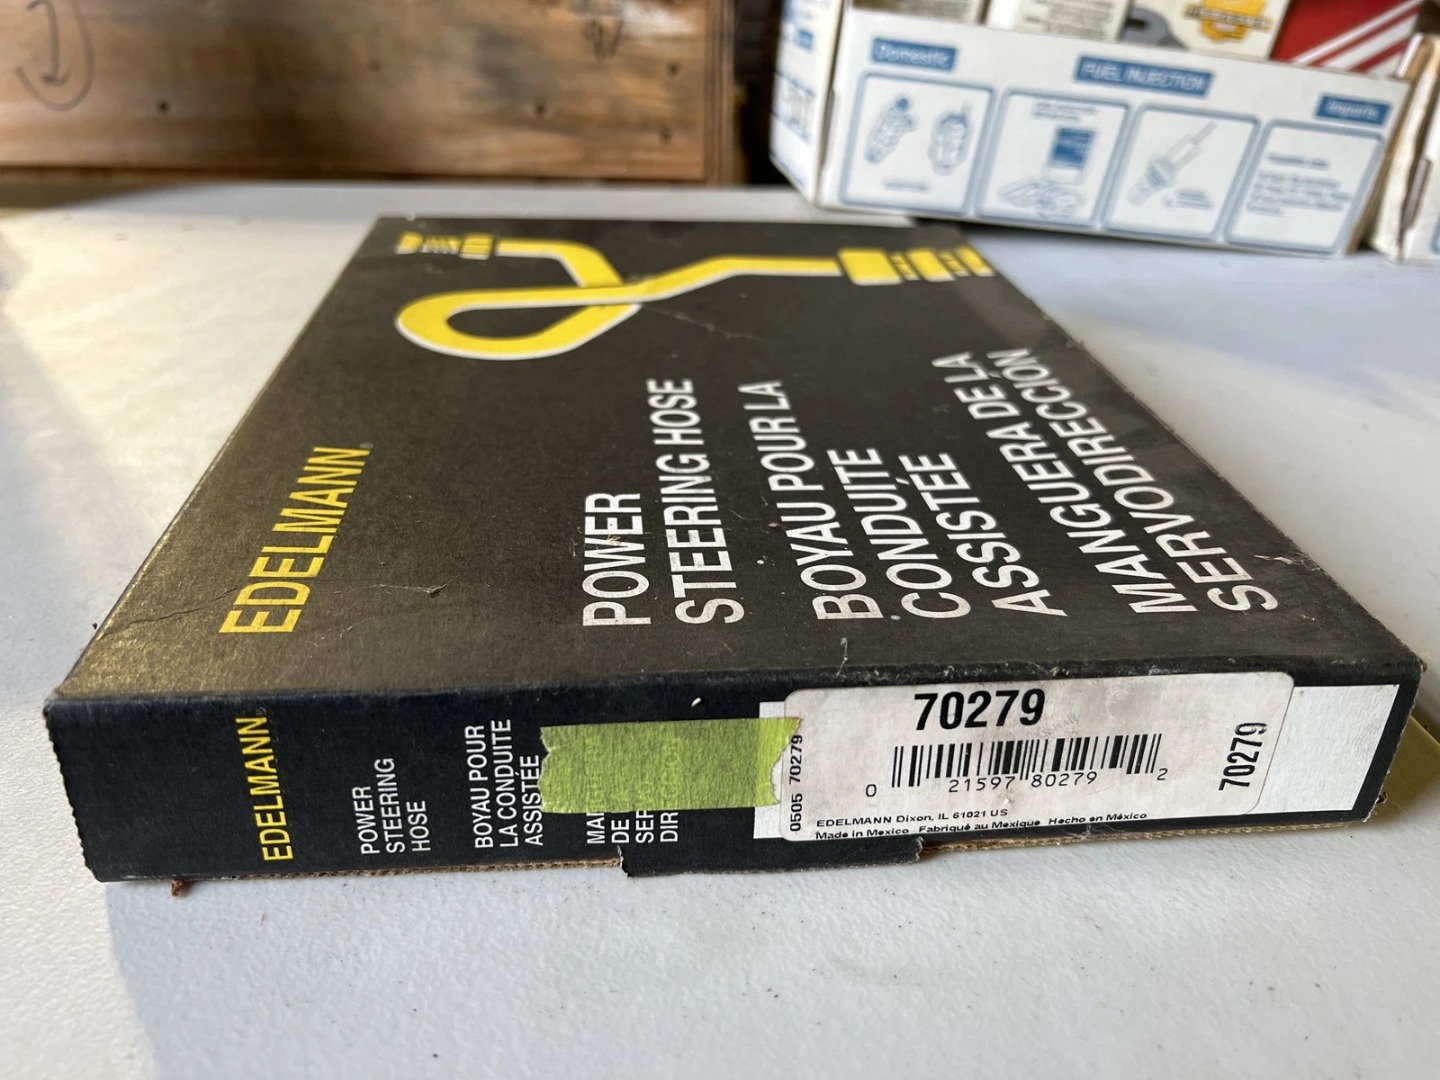 Domestic
FUEL INJECTION
Imports
EDELMANN®
POWER
STEERING HOSE
BOYAU POUR LA
CONDUITE
ASSISTÉE
MANGUERA DE LA
SERVODIRECCIÓN
EDELMANN
POWER
STEERING
HOSE
BOYAU POUR
LA CONDUITE
ASSISTÉE
DE
0505 70279
70279
0 21597 80279 2
EDELMANN Dixon, IL 61021 US
Made in Mexico Fabriqué au Mexique Hecho en México
70279